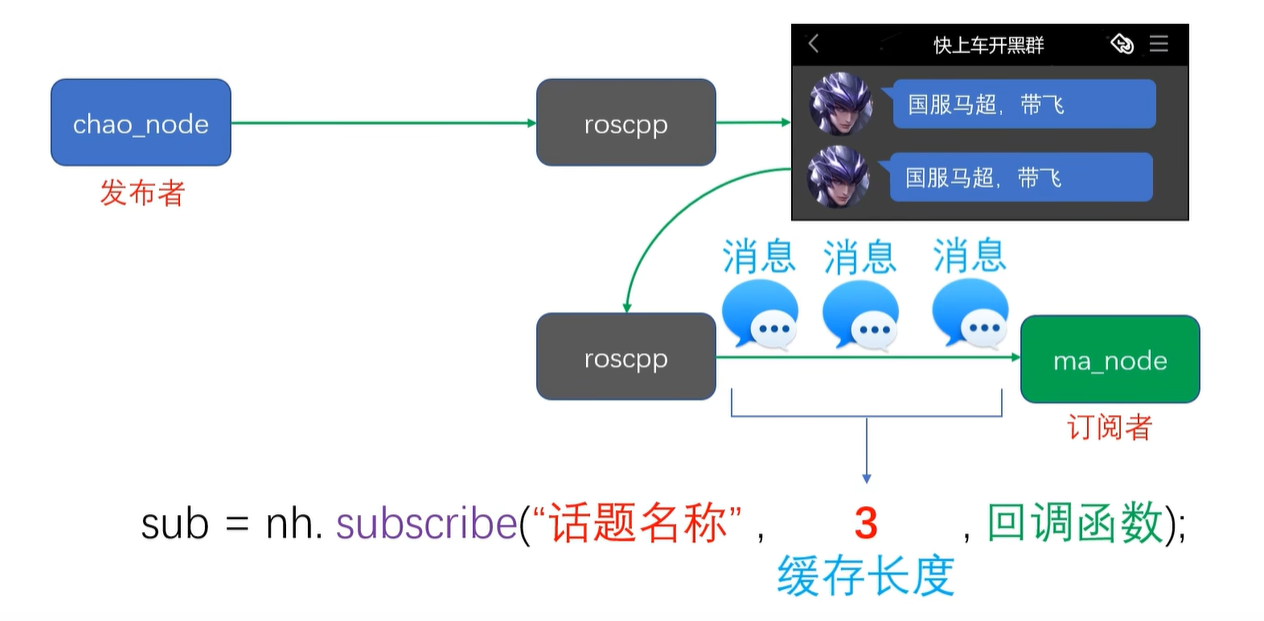 快上车开黑群
国服马超，带飞
国服马超，带飞
chao_node
发布者
roscpp
消息 消息 消息
roscpp
ma_node
订阅者
sub = nh. subscribe(“话题名称” , 3 , 回调函数);
缓存长度